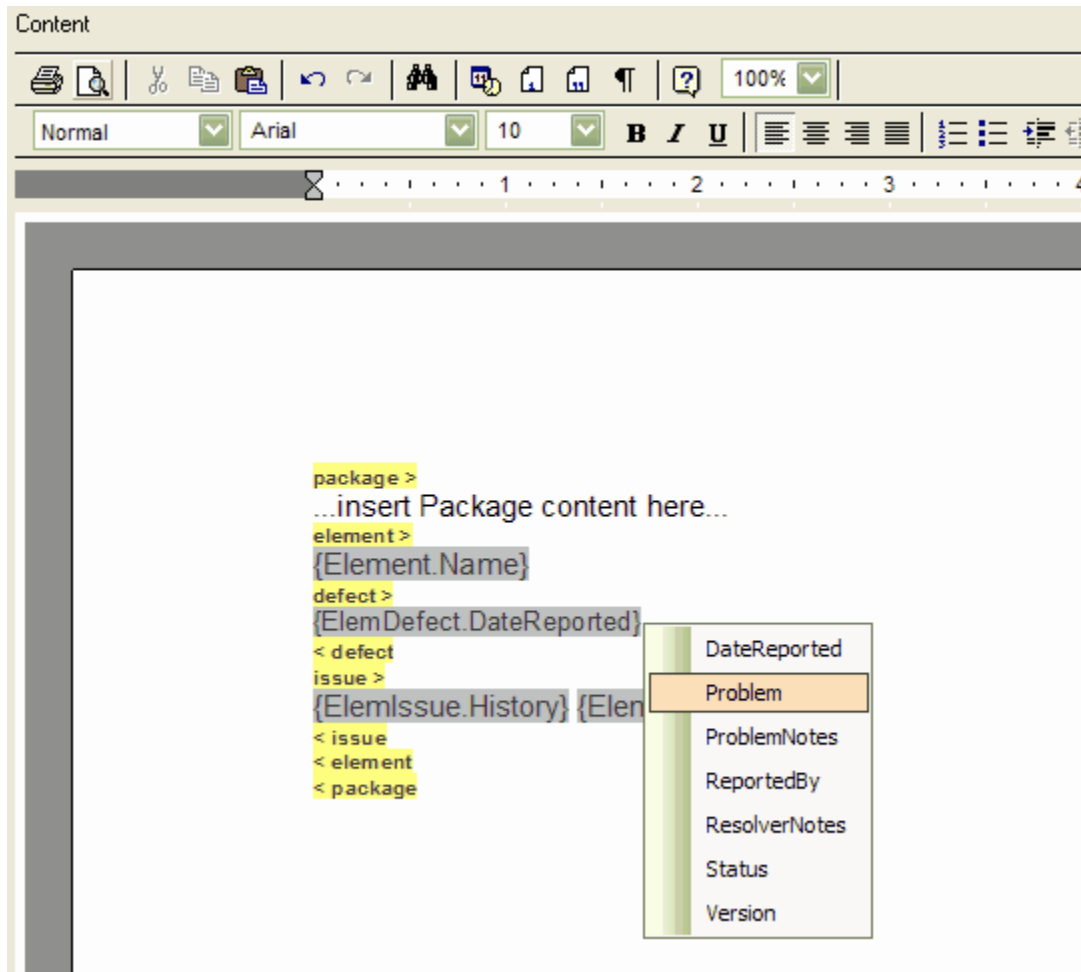 Content
100%
Normal Arial 10 B I U
1 2 3 4
package >
...insert Package content here...
element >
{Element.Name}
defect >
{ElemDefect.DateReported}
< defect
issue >
{ElemIssue.History} {Elem
< issue
< element
< package
DateReported
Problem
ProblemNotes
ReportedBy
ResolverNotes
Status
Version